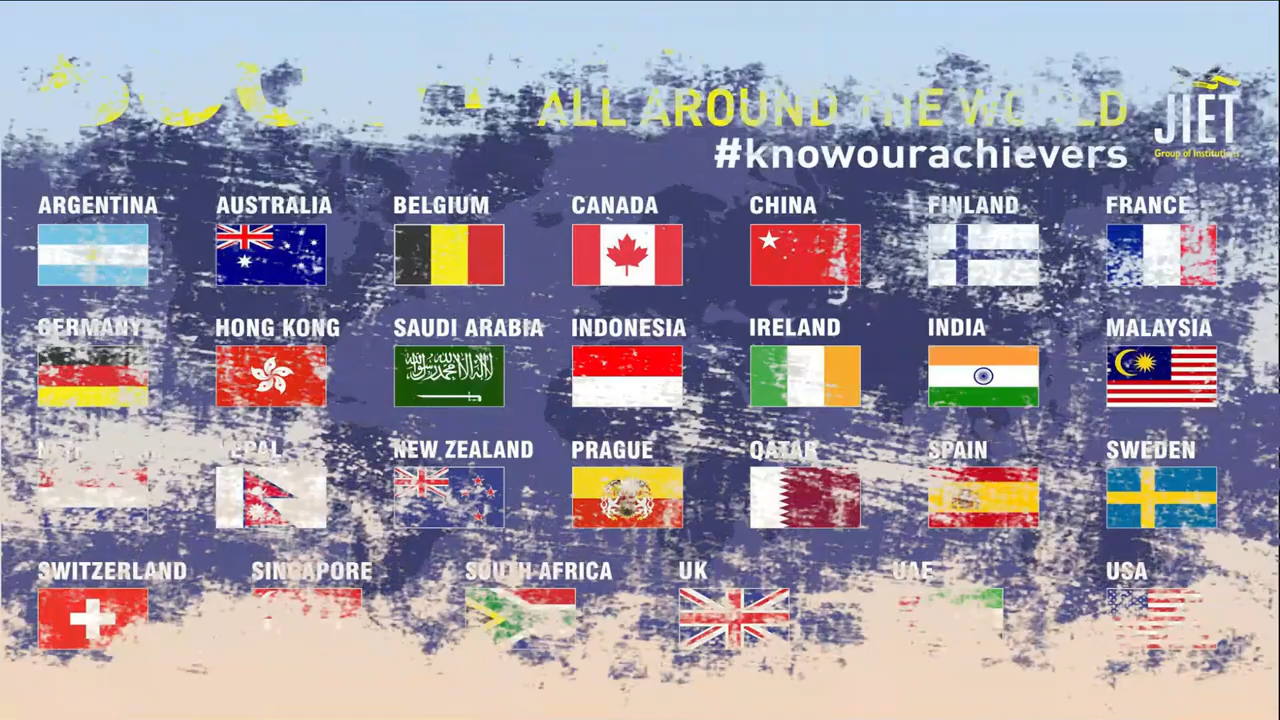 ALL AROUND THE WORLD
#knowourachievers
JIET
Group of Institutions
ARGENTINA AUSTRALIA BELGIUM CANADA CHINA FINLAND FRANCE
GERMANY HONG KONG SAUDI ARABIA INDONESIA IRELAND INDIA MALAYSIA
NEPAL NEW ZEALAND PRAGUE QATAR SPAIN SWEDEN
SWITZERLAND SINGAPORE SOUTH AFRICA UK UAE USA